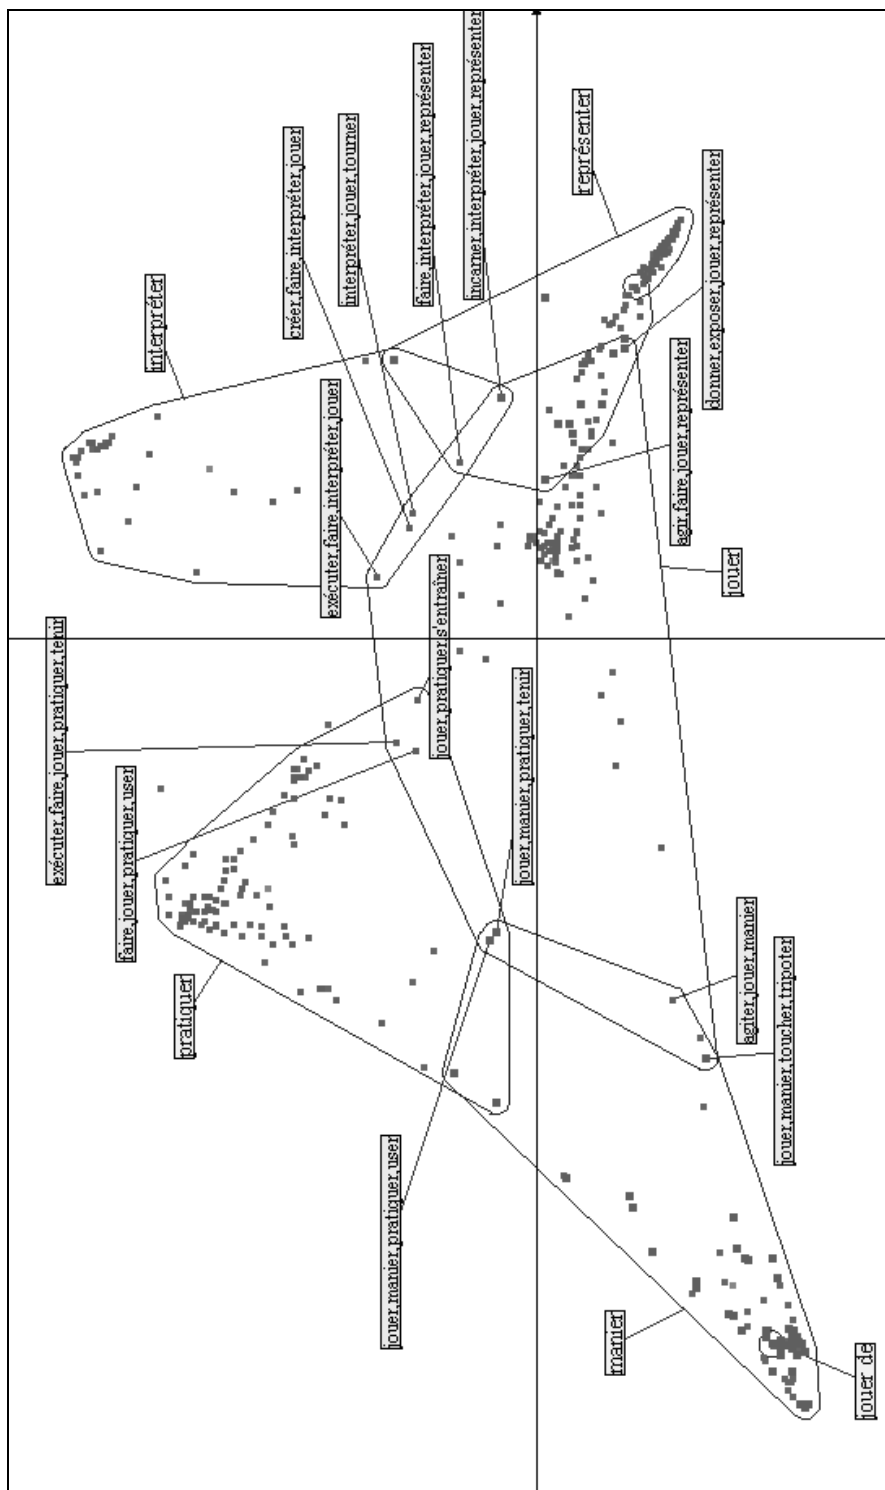 incarner,interpréter,jouer,représenter
faire,interpréter,jouer,représenter
représenter
interpréter,jouer,tourner
créer,faire,interpréter,jouer
donner,exposer,jouer,représenter
interpréter
agir,faire,jouer,représenter
exécuter,faire,interpréter,jouer
jouer
exécuter,faire,jouer,pratiquer,tenir
jouer,pratiquer,s'entraîner
jouer,manier,pratiquer,tenir
faire,jouer,pratiquer,user
pratiquer
agiter,jouer,manier
jouer,manier,toucher,tripoter
jouer,manier,pratiquer,user
manier
jouer de